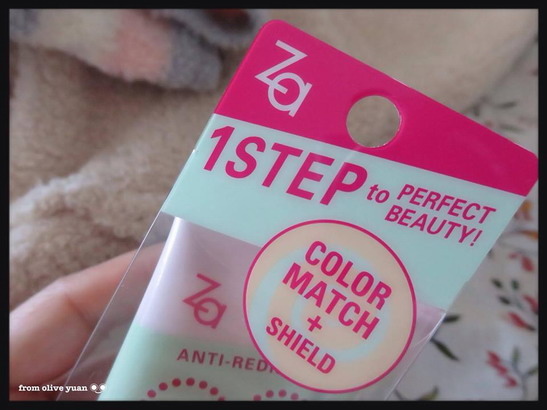 Za
1STEP to PERFECT
BEAUTY!
COLOR
MATCH
+
SHIELD
Za
from olive yuan